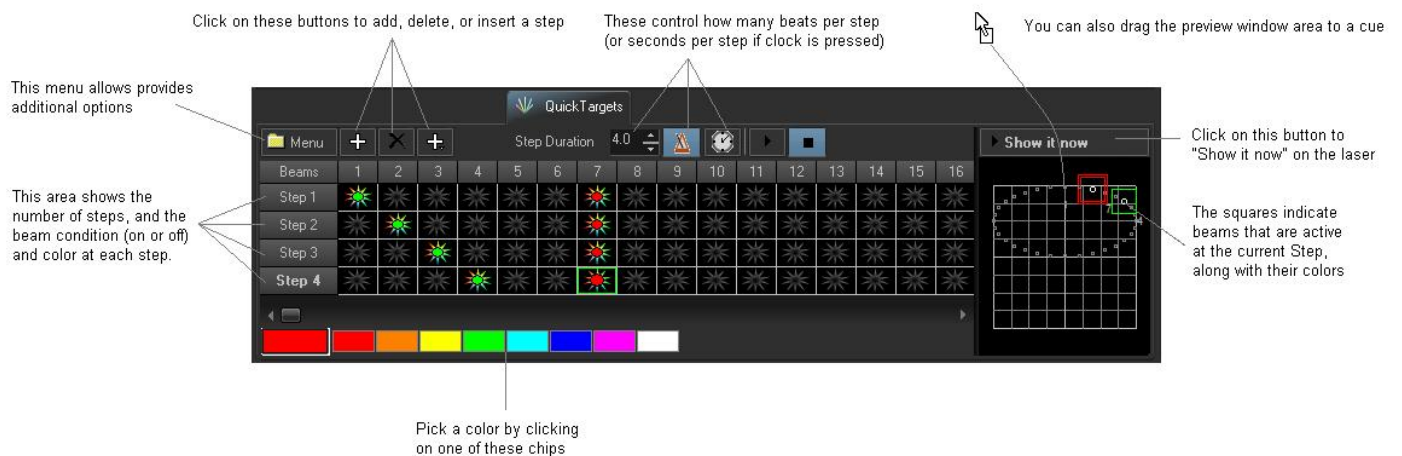 Click on these buttons to add, delete, or insert a step
These control how many beats per step
(or seconds per step if clock is pressed)
You can also drag the preview window area to a cue
This menu allows provides
additional options
QuickTargets
Menu
Step Duration 4.0
Show it now
Click on this button to
"Show it now" on the laser
Beams 1 2 3 4 5 6 7 8 9 10 11 12 13 14 15 16
Step 1
Step 2
Step 3
Step 4
This area shows the
number of steps, and the
beam condition (on or off)
and color at each step.
The squares indicate
beams that are active
at the current Step,
along with their colors
Pick a color by clicking
on one of these chips